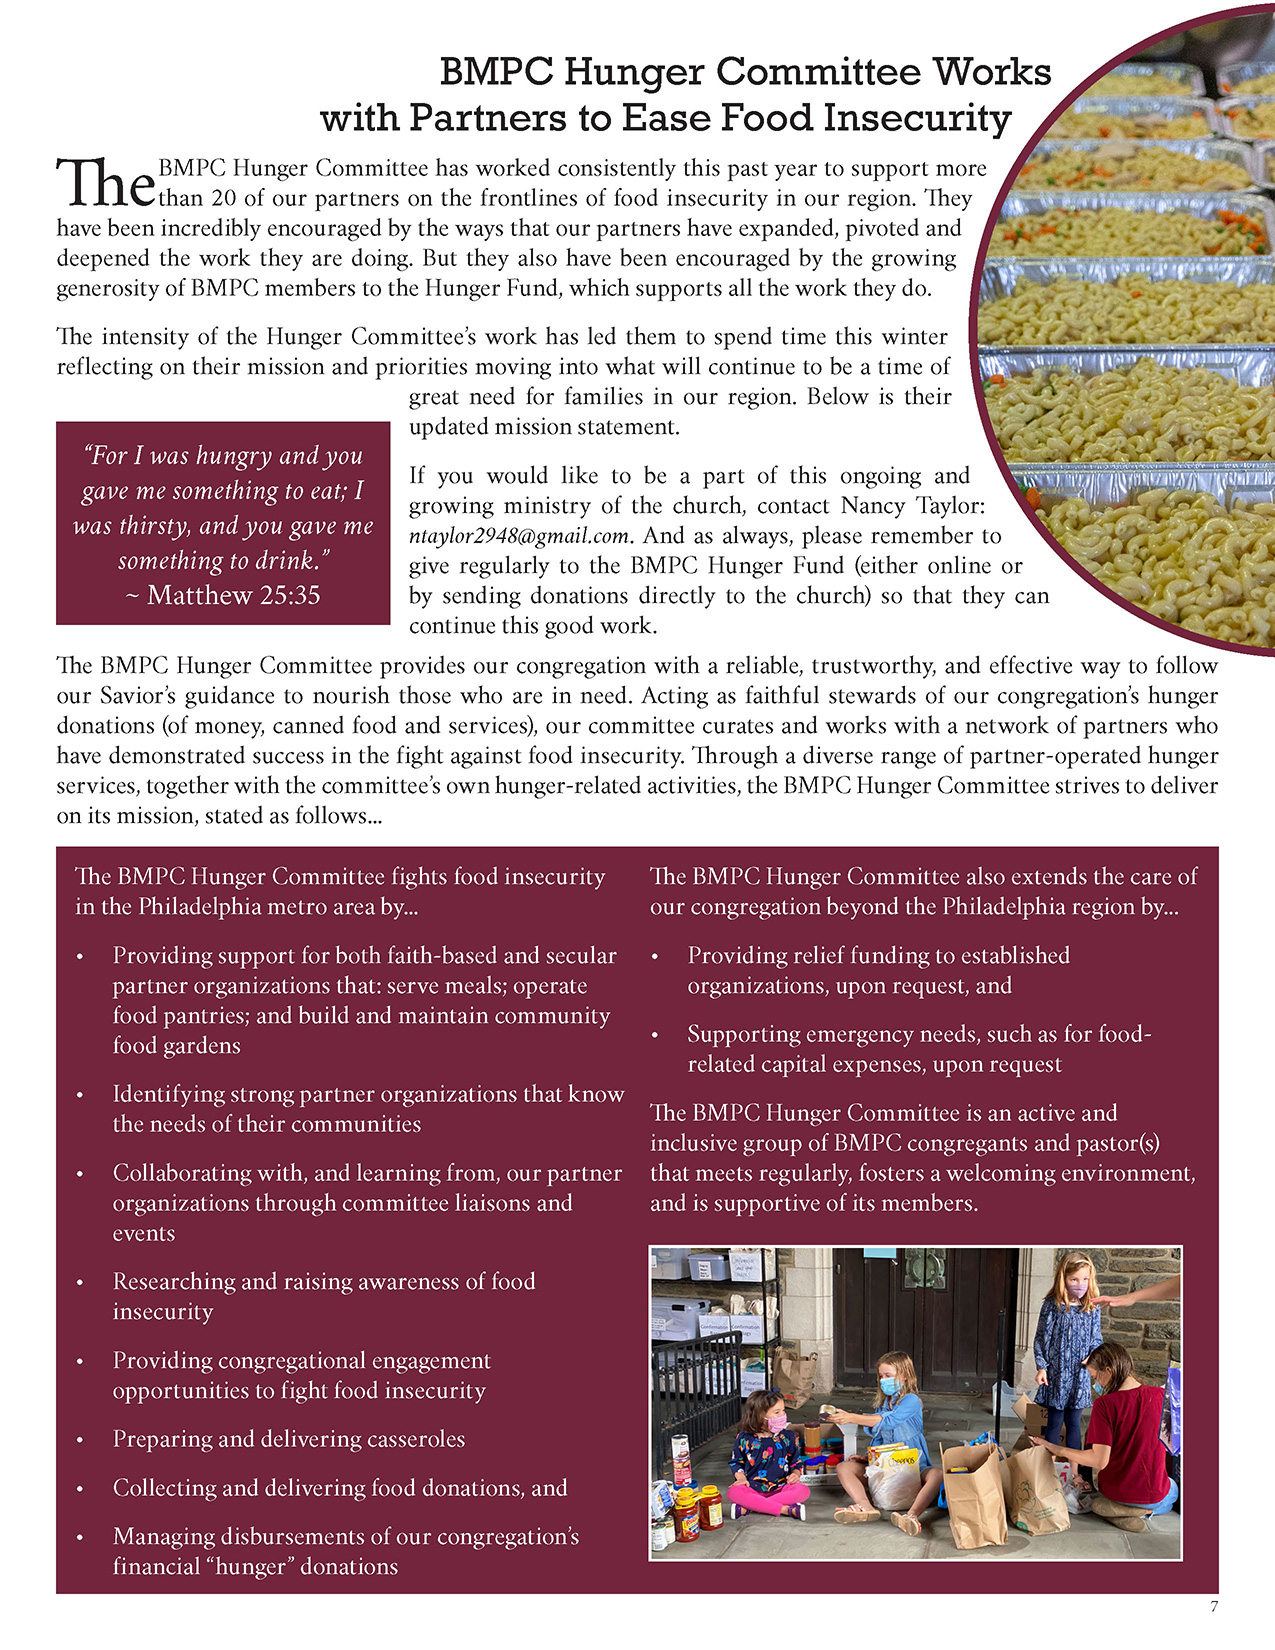 BMPC Hunger Committee Works
with Partners to Ease Food Insecurity
The BMPC Hunger Committee has worked consistently this past year to support more
than 20 of our partners on the frontlines of food insecurity in our region. They
have been incredibly encouraged by the ways that our partners have expanded, pivoted and
deepened the work they are doing. But they also have been encouraged by the growing
generosity of BMPC members to the Hunger Fund, which supports all the work they do.
The intensity of the Hunger Committee's work has led them to spend time this winter
reflecting on their mission and priorities moving into what will continue to be a time of
great need for families in our region. Below is their
updated mission statement.
"For I was hungry and you
gave me something to eat; I
was thirsty, and you gave me
something to drink."
~ Matthew 25:35
If you would like to be a part of this ongoing and
growing ministry of the church, contact Nancy Taylor:
ntaylor2948@gmail.com. And as always, please remember to
give regularly to the BMPC Hunger Fund (either online or
by sending donations directly to the church) so that they can
continue this good work.
The BMPC Hunger Committee provides our congregation with a reliable, trustworthy, and effective way to follow
our Savior's guidance to nourish those who are in need. Acting as faithful stewards of our congregation's hunger
donations (of money, canned food and services), our committee curates and works with a network of partners who
have demonstrated success in the fight against food insecurity. Through a diverse range of partner-operated hunger
services, together with the committee's own hunger-related activities, the BMPC Hunger Committee strives to deliver
on its mission, stated as follows...
The BMPC Hunger Committee fights food insecurity
in the Philadelphia metro area by...
• Providing support for both faith-based and secular
partner organizations that: serve meals; operate
food pantries; and build and maintain community
food gardens
• Identifying strong partner organizations that know
the needs of their communities
• Collaborating with, and learning from, our partner
organizations through committee liaisons and
events
• Researching and raising awareness of food
insecurity
• Providing congregational engagement
opportunities to fight food insecurity
• Preparing and delivering casseroles
• Collecting and delivering food donations, and
• Managing disbursements of our congregation's
financial "hunger" donations
The BMPC Hunger Committee also extends the care of
our congregation beyond the Philadelphia region by...
• Providing relief funding to established
organizations, upon request, and
• Supporting emergency needs, such as for food-
related capital expenses, upon request
The BMPC Hunger Committee is an active and
inclusive group of BMPC congregants and pastor(s)
that meets regularly, fosters a welcoming environment,
and is supportive of its members.
Confirmation
Bags
Confirmation
Bags
Cheerios
12
7